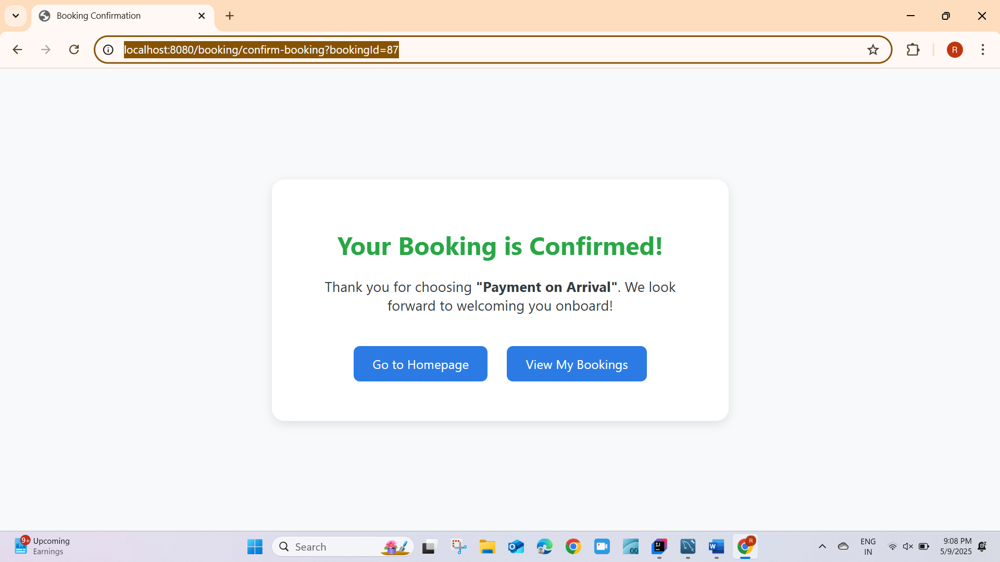 Booking Confirmation
localhost:8080/booking/confirm-booking?bookingId=87
R
Your Booking is Confirmed!
Thank you for choosing "Payment on Arrival". We look
forward to welcoming you onboard!
Go to Homepage
View My Bookings
9+
Upcoming
Earnings
Search
O
00
IJ
W
R
ENG
IN
9:08 PM
5/9/2025